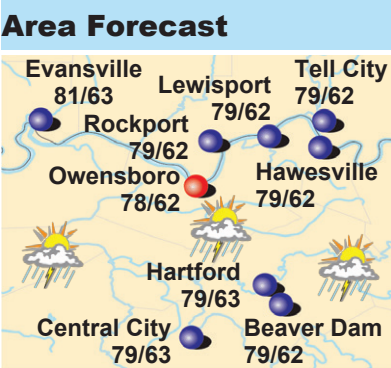 Area Forecast
Evansville
81/63
Lewisport
79/62
Tell City
79/62
Rockport
79/62
Owensboro
78/62
Hawesville
79/62
Hartford
79/63
Central City
79/63
Beaver Dam
79/62